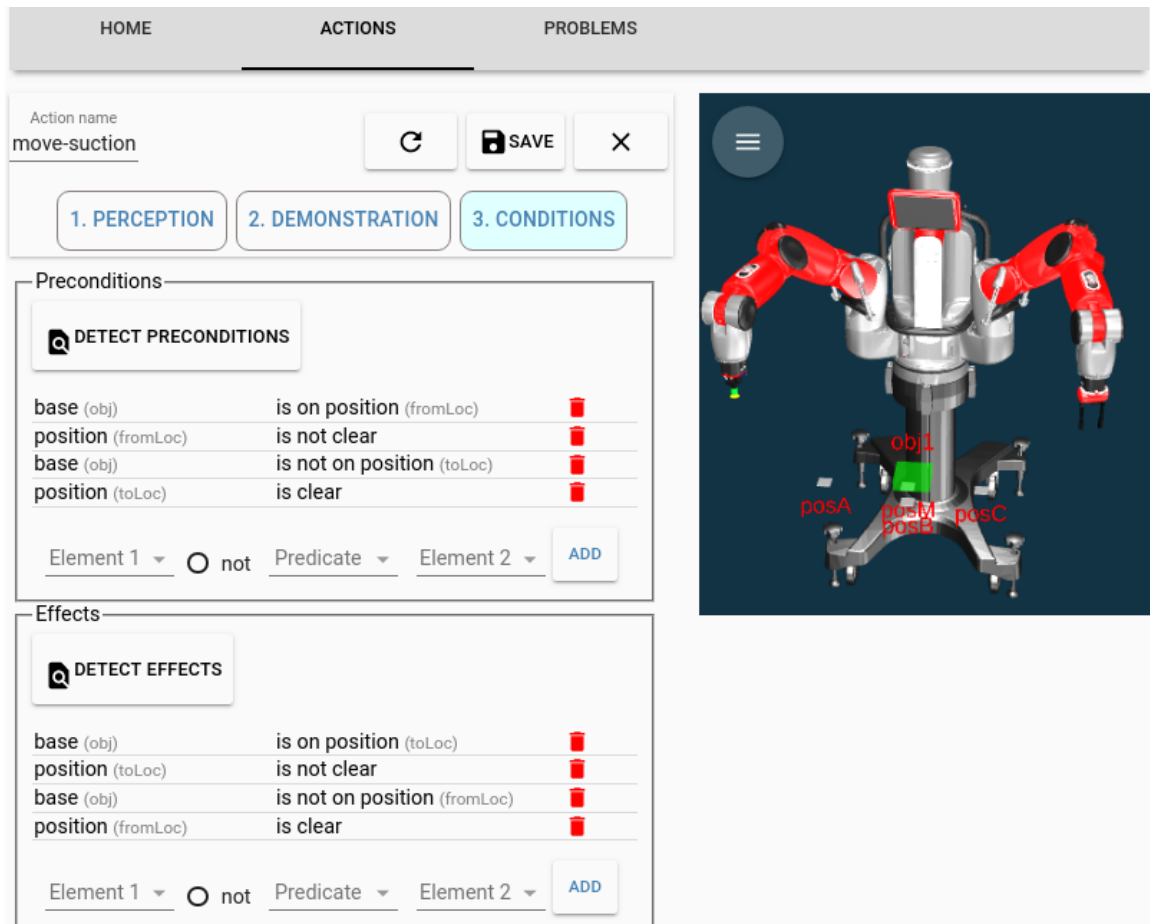 HOME ACTIONS PROBLEMS
Action name
move-suction
SAVE
1. PERCEPTION 2. DEMONSTRATION 3. CONDITIONS
Preconditions
DETECT PRECONDITIONS
base (obj) is on position (fromLoc)
position (fromLoc) is not clear
base (obj) is not on position (toLoc)
position (toLoc) is clear
Element 1 not Predicate Element 2 ADD
Effects
DETECT EFFECTS
base (obj) is on position (toLoc)
position (toLoc) is not clear
base (obj) is not on position (fromLoc)
position (fromLoc) is clear
Element 1 not Predicate Element 2 ADD
obj1
posA posM posC
posB